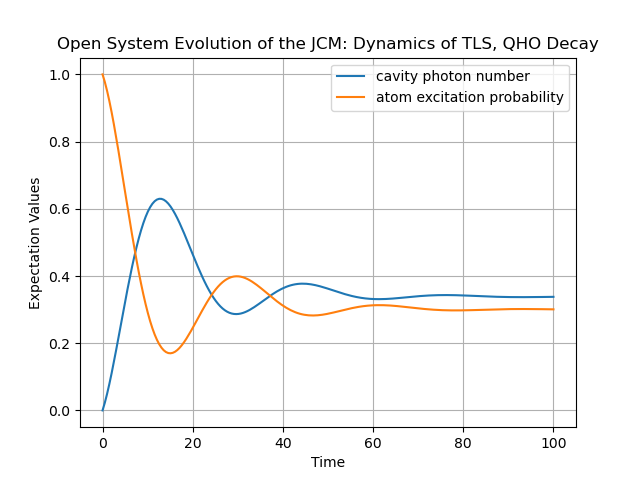 Open System Evolution of the JCM: Dynamics of TLS, QHO Decay
cavity photon number
atom excitation probability
Expectation Values
1.0
0.8
0.6
0.4
0.2
0.0
0
20
40
60
80
100
Time